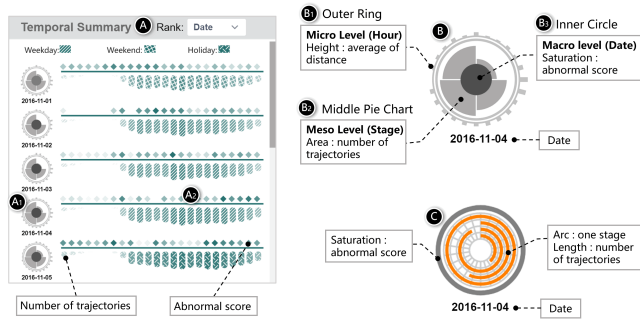 Temporal Summary A Rank: Date
Weekday: Weekend: Holiday:
2016-11-01
2016-11-02
2016-11-03
A1
A2
2016-11-04
2016-11-05
Number of trajectories
Abnormal score
B1 Outer Ring
Micro Level (Hour)
Height : average of
distance
B2 Middle Pie Chart
Meso Level (Stage)
Area : number of
trajectories
B
B3 Inner Circle
Macro level (Date)
Saturation :
abnormal score
2016-11-04
Date
C
Saturation :
abnormal score
Arc : one stage
Length : number
of trajectories
2016-11-04
Date